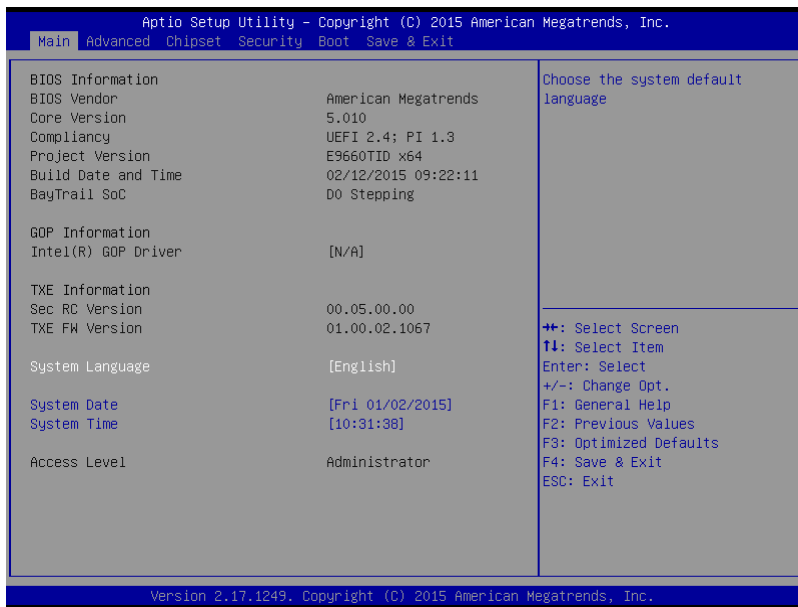 Aptio Setup Utility – Copyright (C) 2015 American Megatrends, Inc.
Main Advanced Chipset Security Boot Save & Exit
BIOS Information
BIOS Vendor American Megatrends
Core Version 5.010
Compliancy UEFI 2.4; PI 1.3
Project Version E9660TID x64
Build Date and Time 02/12/2015 09:22:11
BayTrail SoC D0 Stepping
GOP Information
Intel(R) GOP Driver [N/A]
TXE Information
Sec RC Version 00.05.00.00
TXE FW Version 01.00.02.1067
System Language [English]
System Date [Fri 01/02/2015]
System Time [10:31:38]
Access Level Administrator
Choose the system default
language
→←: Select Screen
↑↓: Select Item
Enter: Select
+/-: Change Opt.
F1: General Help
F2: Previous Values
F3: Optimized Defaults
F4: Save & Exit
ESC: Exit
Version 2.17.1249. Copyright (C) 2015 American Megatrends, Inc.